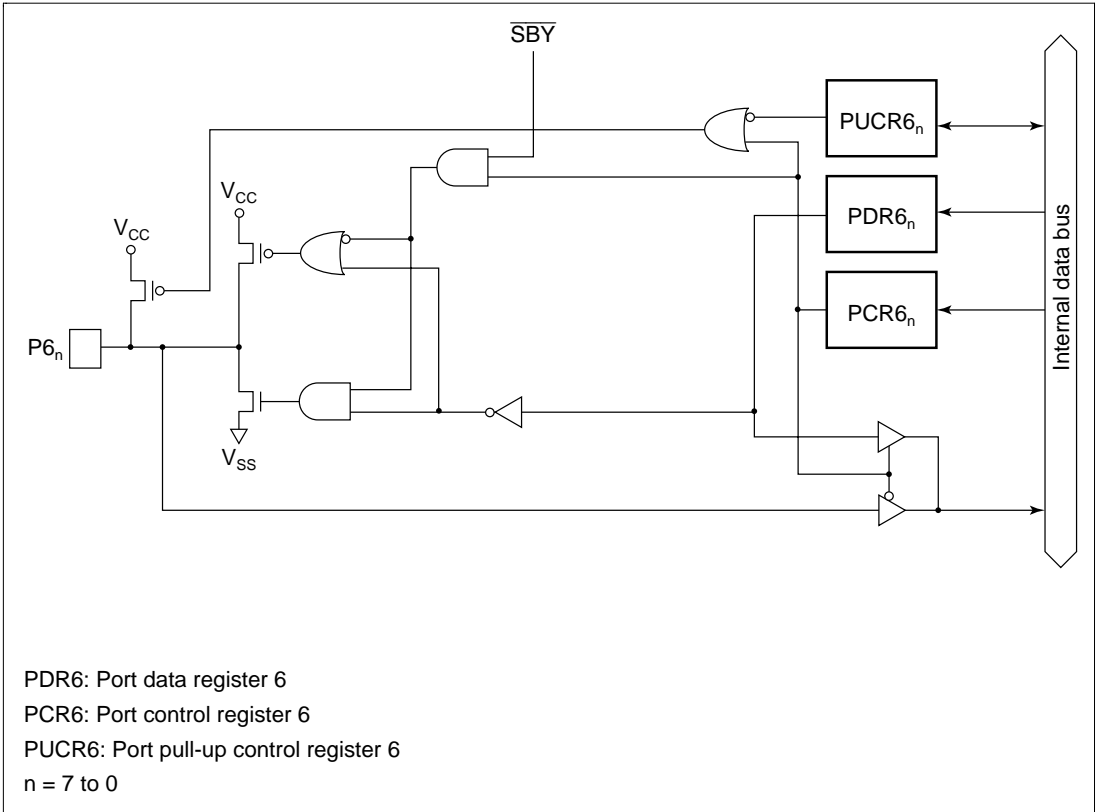 SBY
PUCR6n
VCC
VCC
PDR6n
PCR6n
P6n
VSS
Internal data bus
PDR6: Port data register 6
PCR6: Port control register 6
PUCR6: Port pull-up control register 6
n = 7 to 0